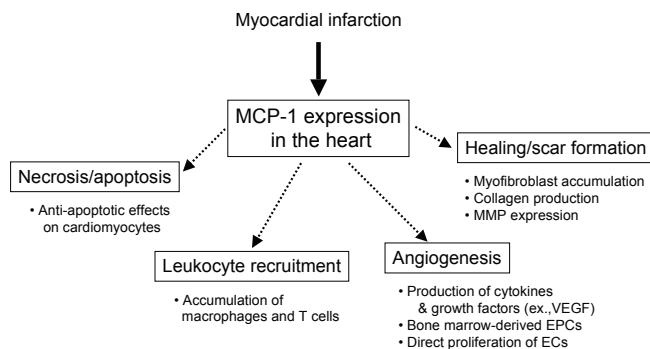 Myocardial infarction
MCP-1 expression
in the heart
Necrosis/apoptosis
• Anti-apoptotic effects
on cardiomyocytes
Leukocyte recruitment
• Accumulation of
macrophages and T cells
Angiogenesis
• Production of cytokines
& growth factors (ex.,VEGF)
• Bone marrow-derived EPCs
• Direct proliferation of ECs
Healing/scar formation
• Myofibroblast accumulation
• Collagen production
• MMP expression